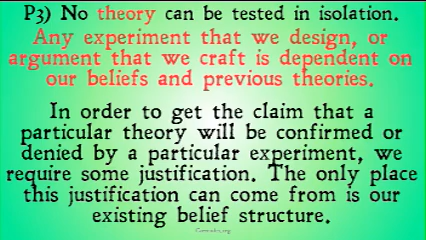 P3) No theory can be tested in isolation.
Any experiment that we design, or
argument that we craft is dependent on
our beliefs and previous theories.
In order to get the claim that a
particular theory will be confirmed or
denied by a particular experiment, we
require some justification. The only place
this justification can come from is our
existing belief structure.